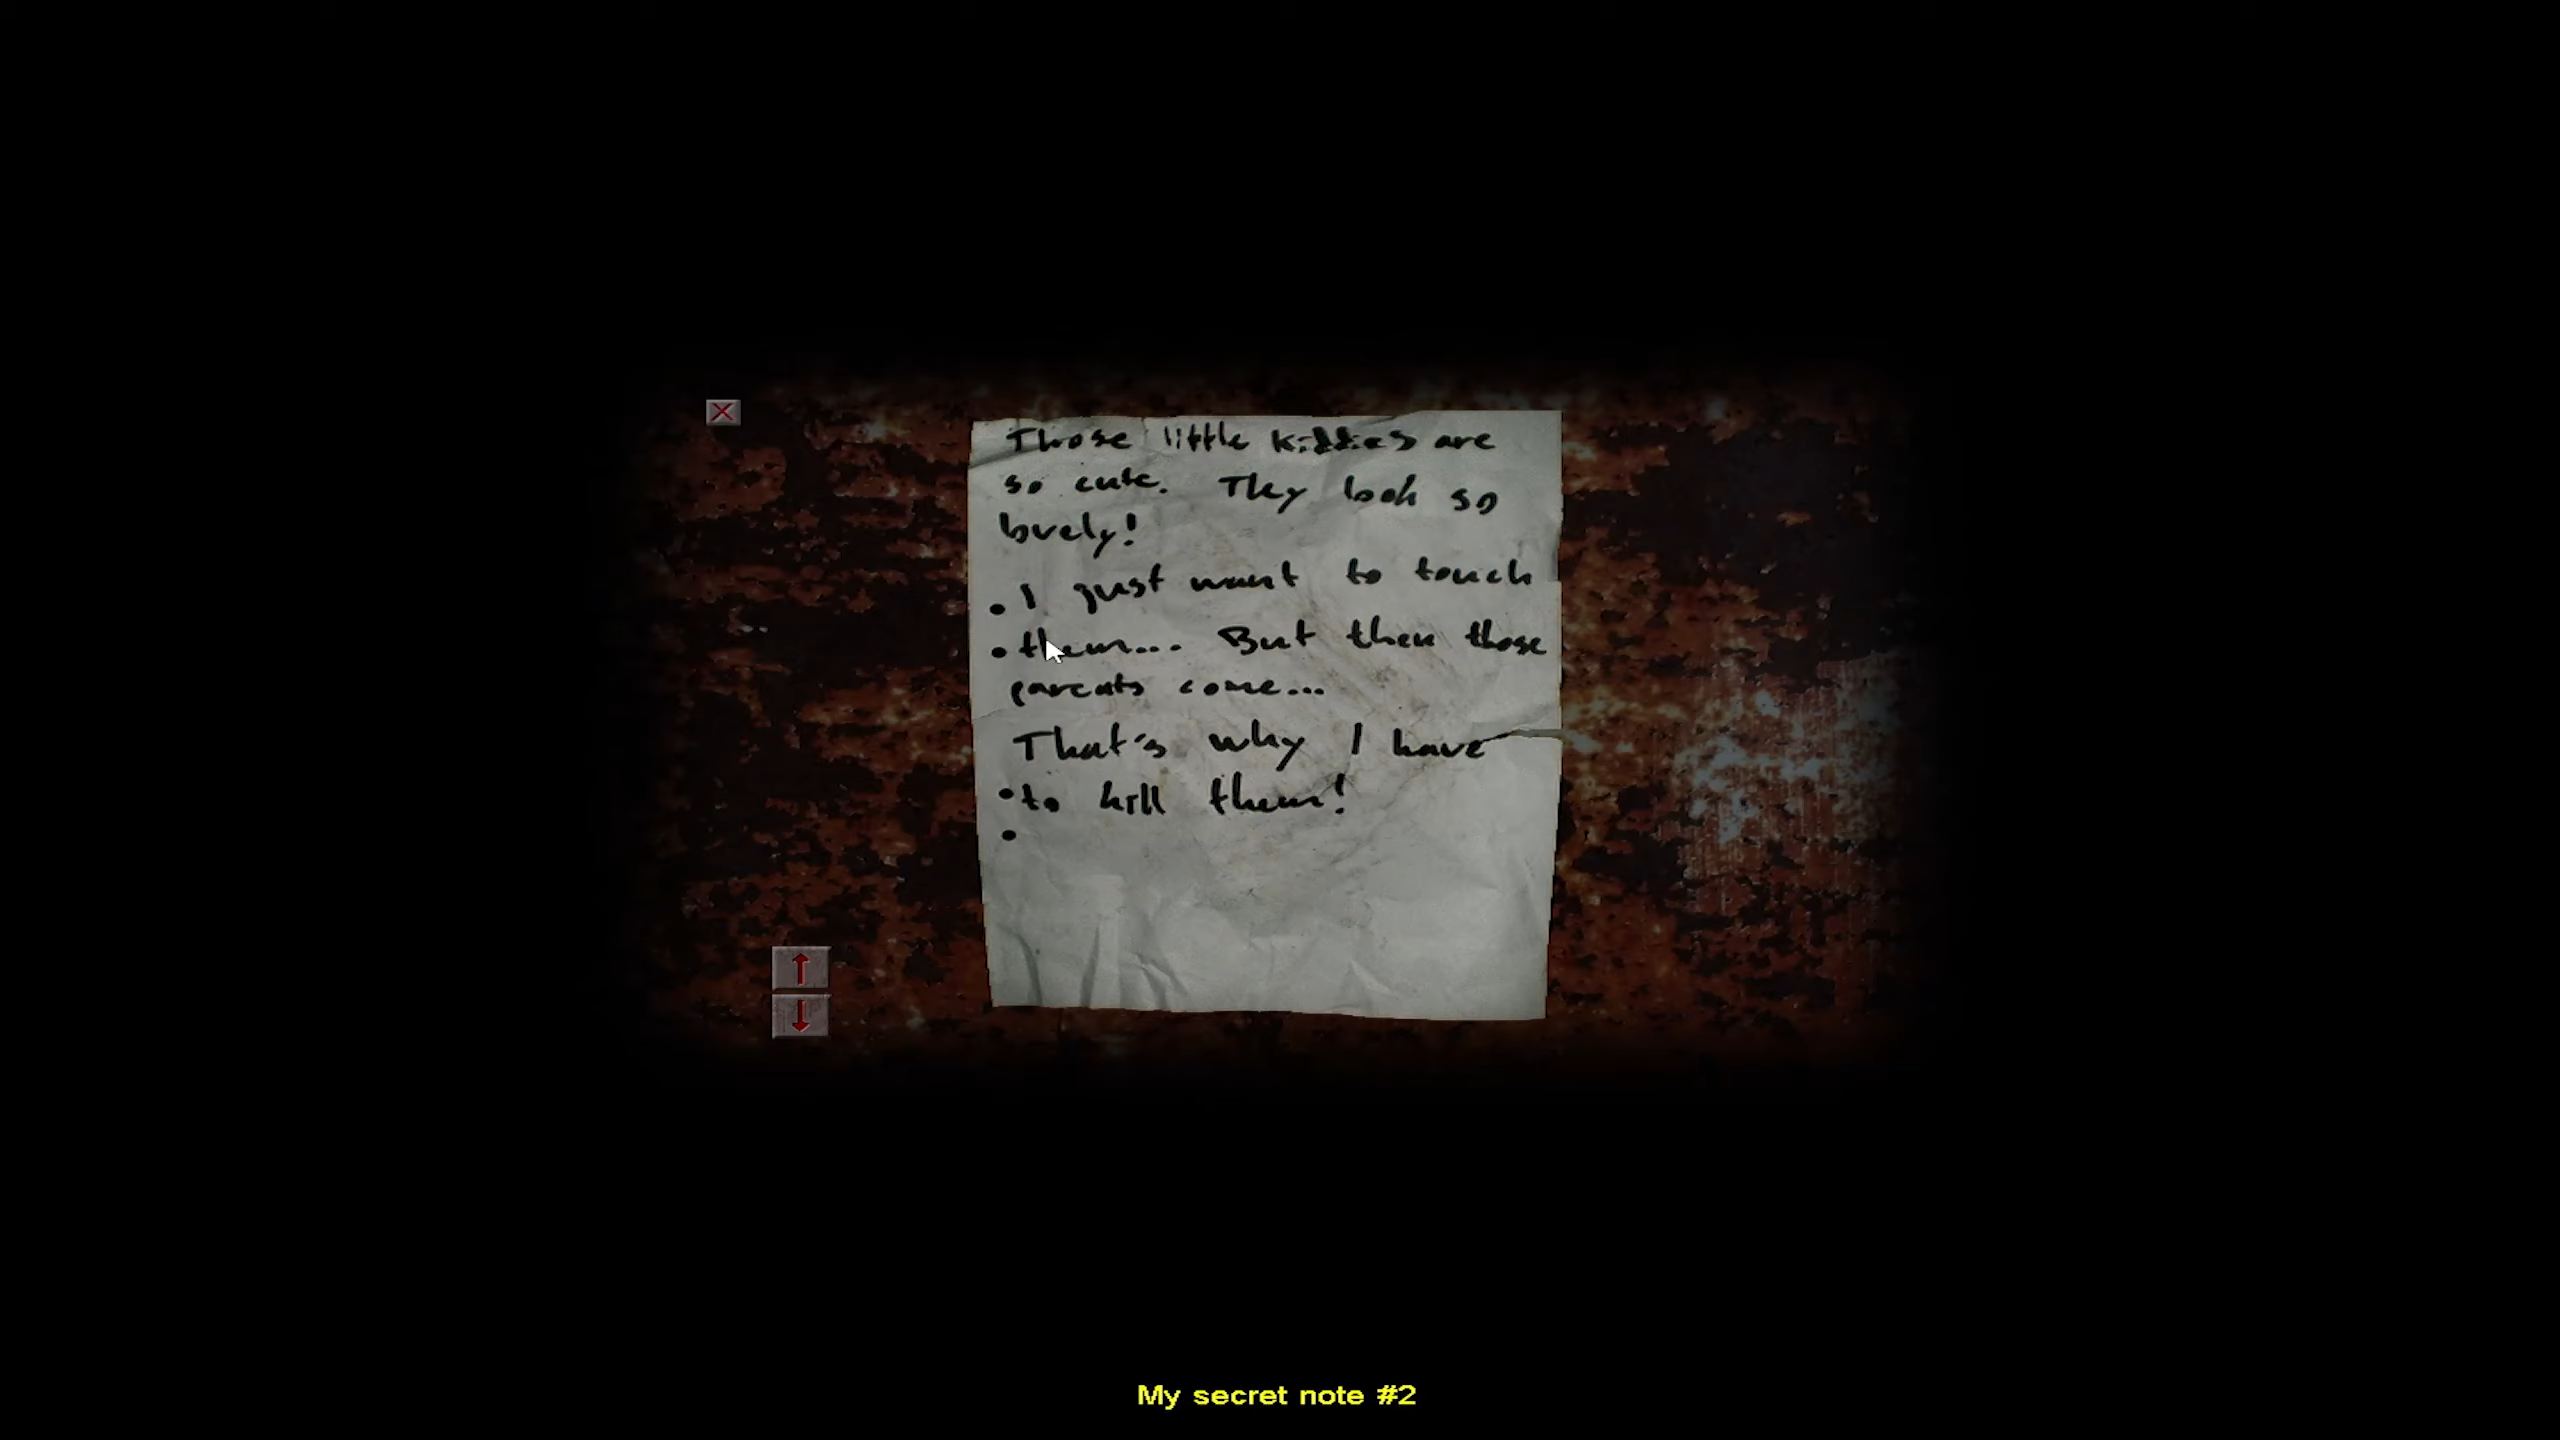 Those little kiddies are
so cute. They look so
lovely!
• I just want to touch
• them... But then those
parents come...
That's why I have
• to kill them!
•
My secret note #2